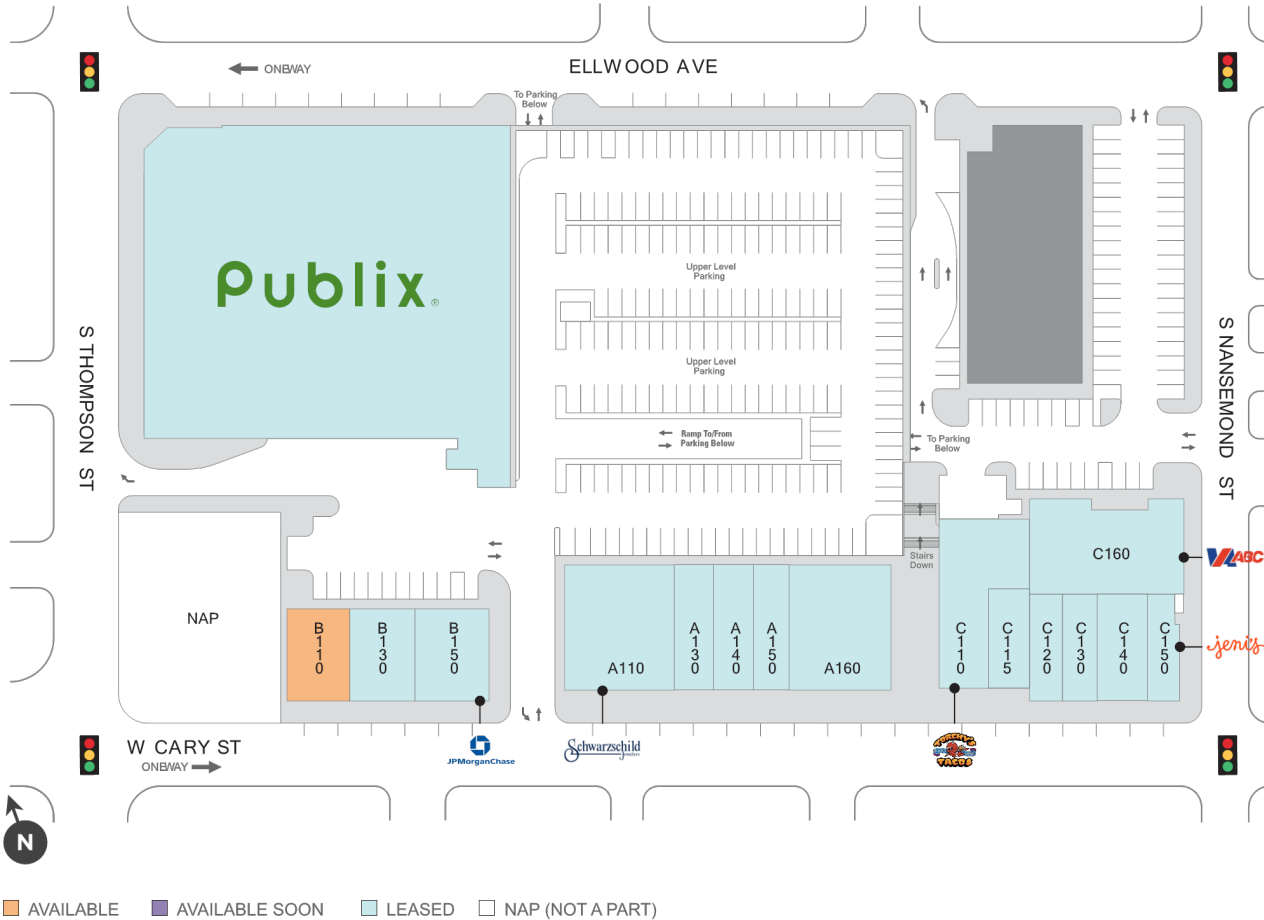 ELLWOOD AVE
ONEWAY
To Parking
Below
Publix®
Upper Level
Parking
Upper Level
Parking
Ramp To/From
Parking Below
To Parking
Below
S THOMPSON ST
S NANSEMOND ST
Stairs
Down
NAP
B110
B130
B150
A110
A130
A140
A150
A160
C110
C115
C120
C130
C140
C150
C160
VA ABC
jeni's
W CARY ST
ONEWAY
JPMorganChase
Schwarzschild
Jewelers
TORCHY'S
TACOS
N
AVAILABLE
AVAILABLE SOON
LEASED
NAP (NOT A PART)